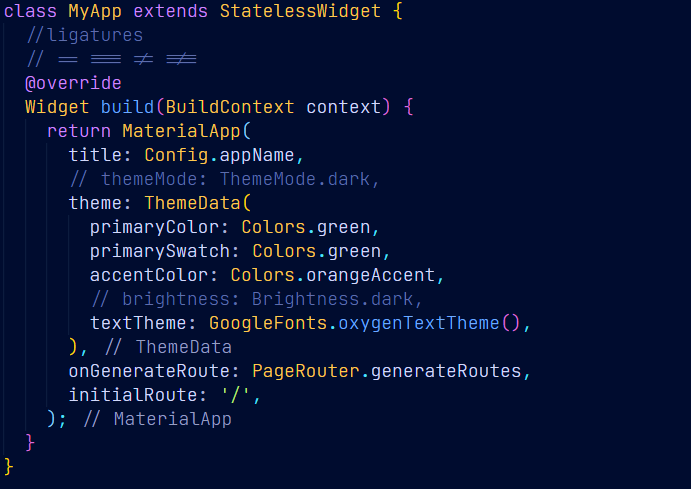 class MyApp extends StatelessWidget {
  //ligatures
  // == === != !==
  @override
  Widget build(BuildContext context) {
    return MaterialApp(
      title: Config.appName,
      // themeMode: ThemeMode.dark,
      theme: ThemeData(
        primaryColor: Colors.green,
        primarySwatch: Colors.green,
        accentColor: Colors.orangeAccent,
        // brightness: Brightness.dark,
        textTheme: GoogleFonts.oxygenTextTheme(),
      ), // ThemeData
      onGenerateRoute: PageRouter.generateRoutes,
      initialRoute: '/',
    ); // MaterialApp
  }
}